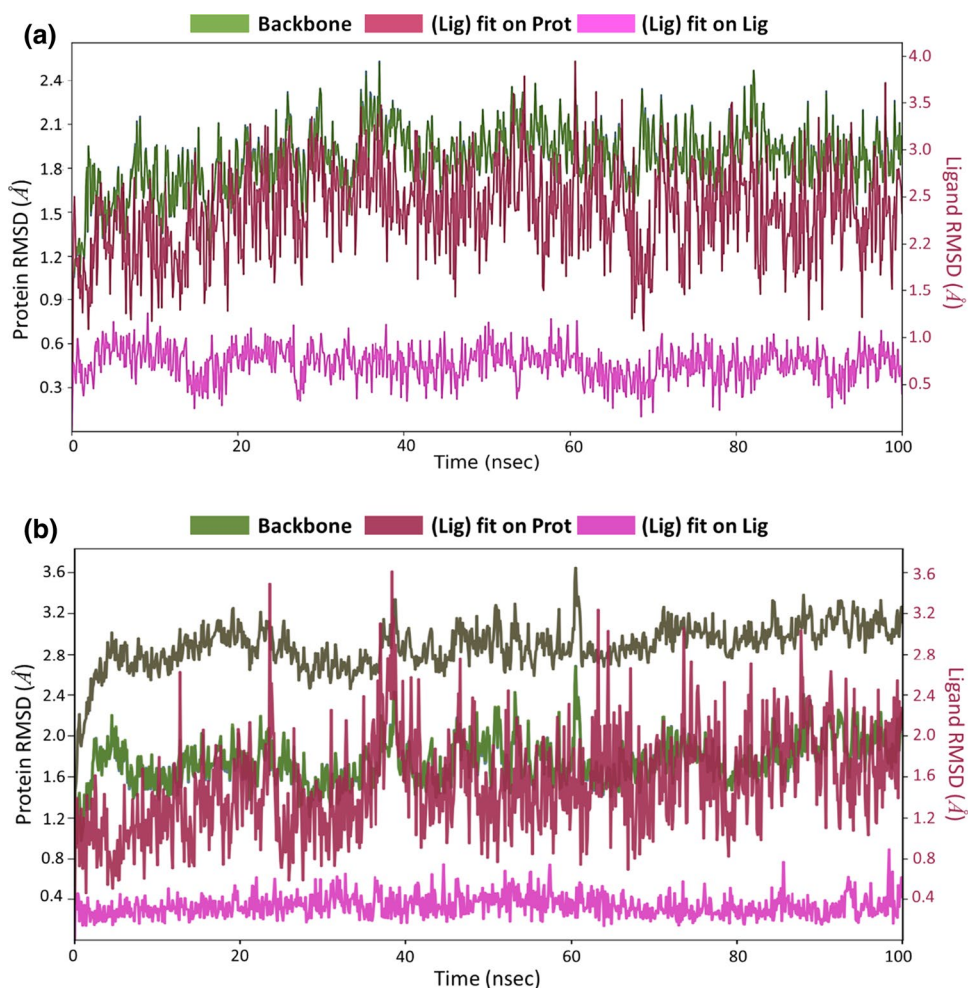 (a)
Backbone (Lig) fit on Prot (Lig) fit on Lig
Protein RMSD (Å)
2.4
2.1
1.8
1.5
1.2
0.9
0.6
0.3
4.0
3.5
3.0
2.5
2.2
1.5
1.0
0.5
Ligand RMSD (Å)
0 20 40 60 80 100
Time (nsec)
(b)
Backbone (Lig) fit on Prot (Lig) fit on Lig
Protein RMSD (Å)
3.6
3.2
2.8
2.4
2.0
1.6
1.2
0.8
0.4
3.6
3.2
2.8
2.4
2.0
1.6
1.2
0.8
0.4
Ligand RMSD (Å)
0 20 40 60 80 100
Time (nsec)